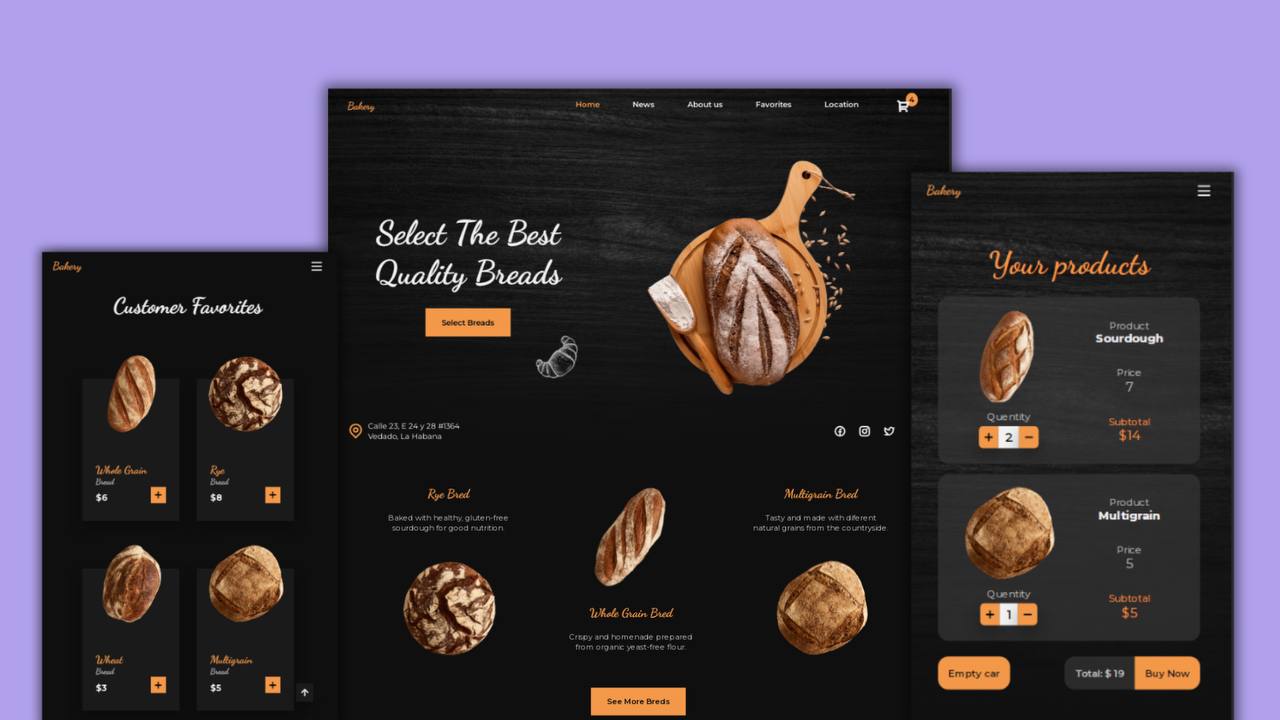 Bakery
Customer Favorites
Whole Grain
Bread
$6
+
Rye
Bread
$8
+
Wheat
Bread
$3
+
Multigrain
Bread
$5
+
Bakery
Home News About us Favorites Location
4
Select The Best
Quality Breads
Select Breads
Calle 23, E 24 y 28 #1364
Vedado, La Habana
Rye Bred
Baked with healthy, gluten-free
sourdough for good nutrition.
Whole Grain Bred
Crispy and homenade prepared
from organic yeast-free flour.
Multigrain Bred
Tasty and made with diferent
natural grains from the countryside.
See More Breds
Bakery
Your products
Product
Sourdough
Price
7
Quentity
+ 2 −
Subtotal
$14
Product
Multigrain
Price
5
Quentity
+ 1 −
Subtotal
$5
Empty car
Total: $ 19 Buy Now